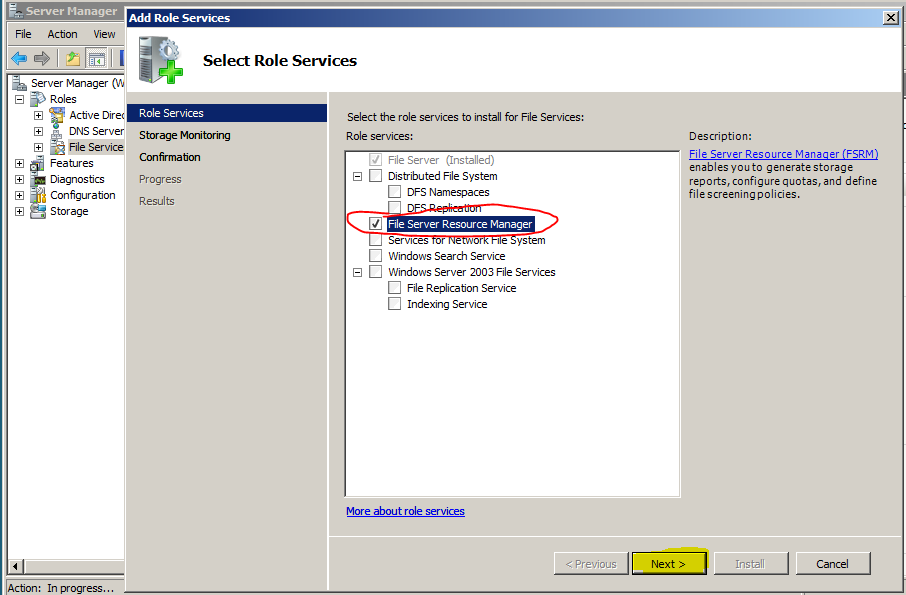 Server Manager
Add Role Services
File Action View
Select Role Services
Server Manager (W
Roles
Active Direc
DNS Server
File Service
Features
Diagnostics
Configuration
Storage
Role Services
Storage Monitoring
Confirmation
Progress
Results
Select the role services to install for File Services:
Role services:
File Server (Installed)
Distributed File System
DFS Namespaces
DFS Replication
File Server Resource Manager
Services for Network File System
Windows Search Service
Windows Server 2003 File Services
File Replication Service
Indexing Service
Description:
File Server Resource Manager (FSRM)
enables you to generate storage
reports, configure quotas, and define
file screening policies.
More about role services
< Previous Next > Install Cancel
Action: In progress...